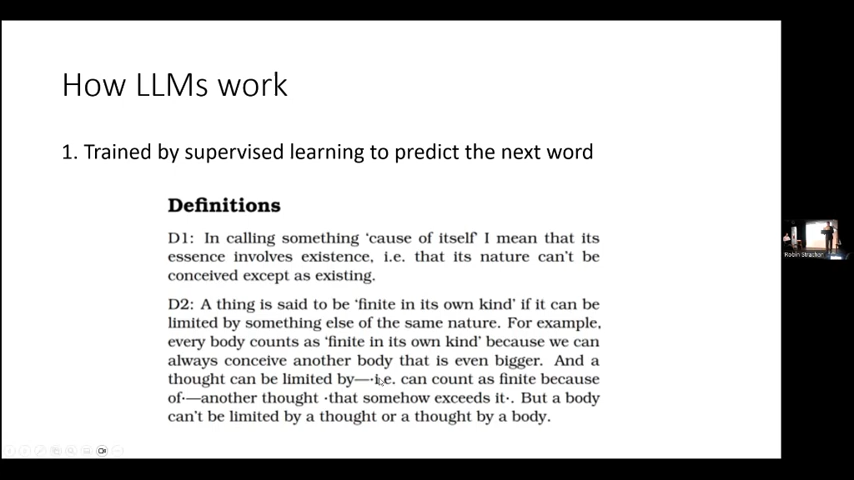 How LLMs work
1. Trained by supervised learning to predict the next word
Definitions
D1: In calling something ‘cause of itself’ I mean that its
essence involves existence, i.e. that its nature can’t be
conceived except as existing.
D2: A thing is said to be ‘finite in its own kind’ if it can be
limited by something else of the same nature. For example,
every body counts as ‘finite in its own kind’ because we can
always conceive another body that is even bigger. And a
thought can be limited by—·i.e. can count as finite because
of·—another thought ·that somehow exceeds it·. But a body
can’t be limited by a thought or a thought by a body.
Robin Strachan